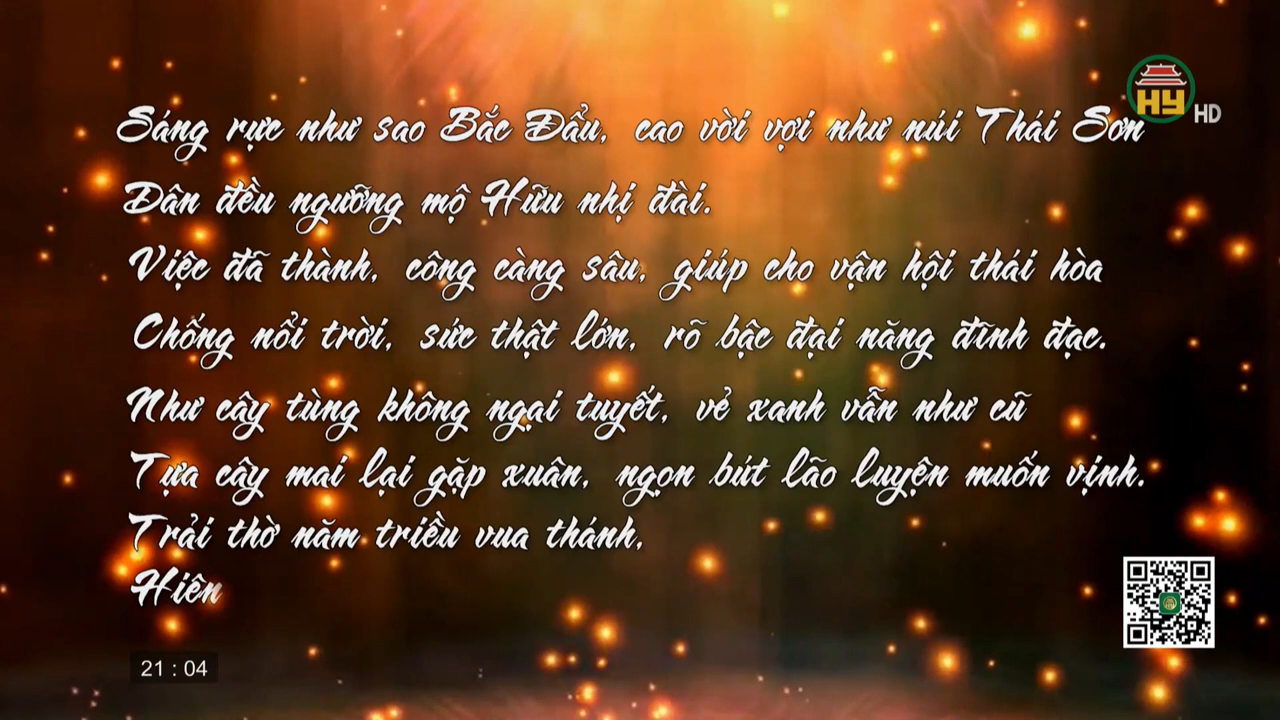 Sáng rực như sao Bắc Đẩu, cao vời vợi như núi Thái Sơn
Dân đều ngưỡng mộ Hữu nhị đài.
Việc đã thành, công càng sâu, giúp cho vận hội thái hòa
Chống nổi trời, sức thật lớn, rõ bậc đại năng đĩnh đạc.
Như cây tùng không ngại tuyết, vẻ xanh vẫn như cũ
Tựa cây mai lại gặp xuân, ngọn bút lão luyện muốn vịnh.
Trải thờ năm triều vua thánh,
Hiên
HY HD
21 : 04